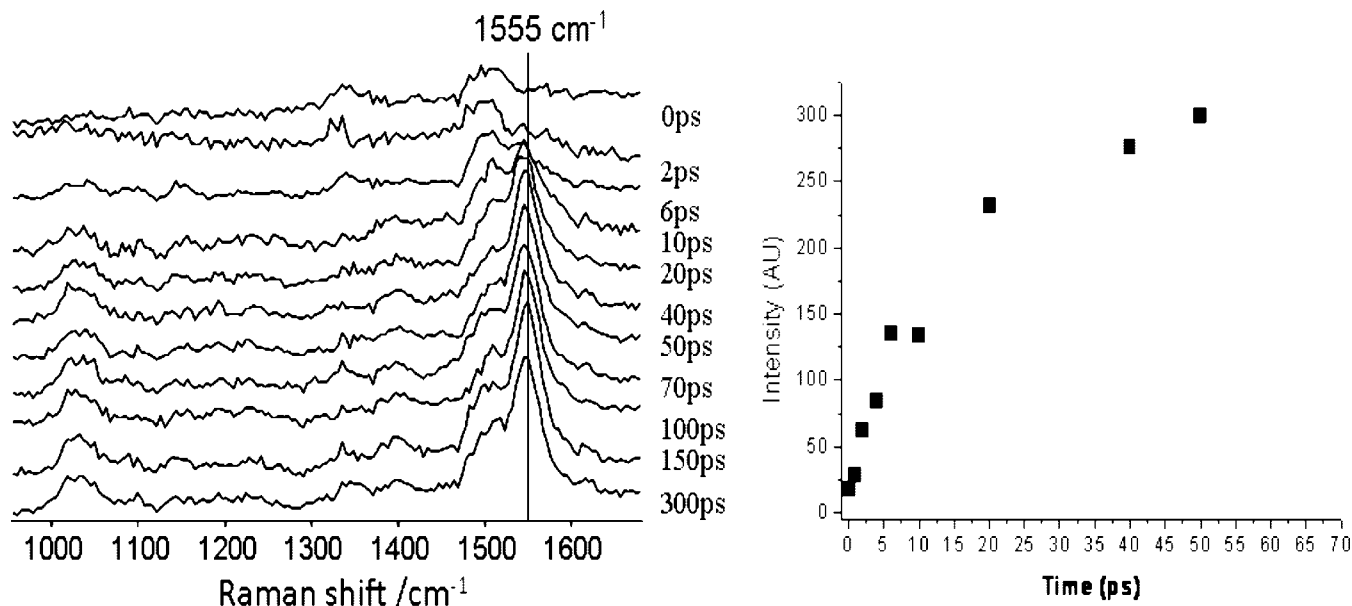 1555 cm-1
0ps
2ps
6ps
10ps
20ps
40ps
50ps
70ps
100ps
150ps
300ps
1000 1100 1200 1300 1400 1500 1600
Raman shift /cm-1
300
250
200
150
100
50
0
Intensity (AU)
0 5 10 15 20 25 30 35 40 45 50 55 60 65 70
Time (ps)